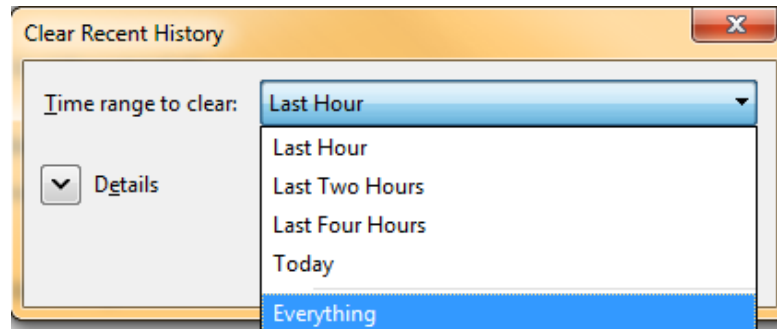 Clear Recent History
Time range to clear: Last Hour
Last Hour
Last Two Hours
Details
Last Four Hours
Today
Everything